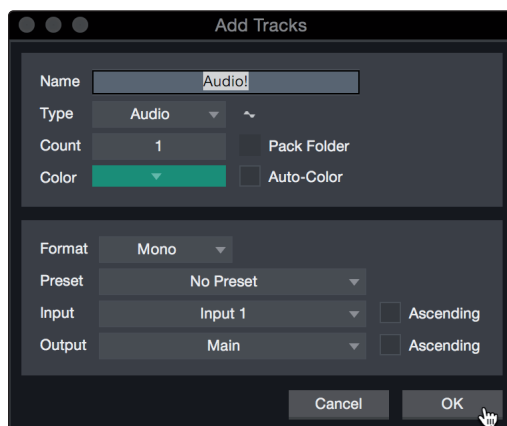 Add Tracks
Name Audio!
Type Audio
Count 1 Pack Folder
Color Auto-Color
Format Mono
Preset No Preset
Input Input 1 Ascending
Output Main Ascending
Cancel OK